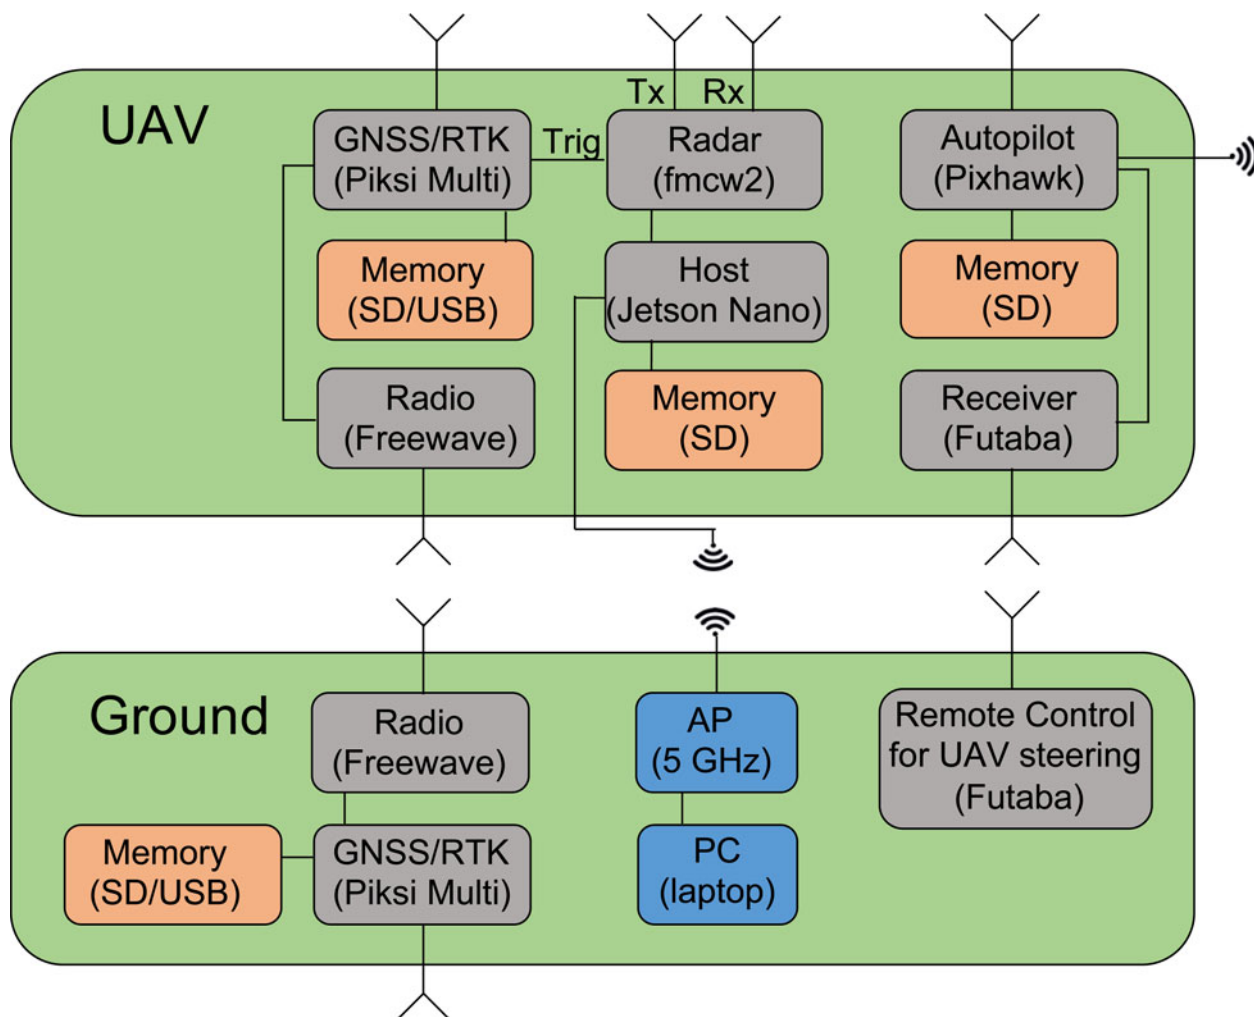 UAV
Tx
Rx
GNSS/RTK
(Piksi Multi)
Trig
Radar
(fmcw2)
Autopilot
(Pixhawk)
Memory
(SD/USB)
Host
(Jetson Nano)
Memory
(SD)
Radio
(Freewave)
Memory
(SD)
Receiver
(Futaba)
Ground
Radio
(Freewave)
AP
(5 GHz)
Remote Control
for UAV steering
(Futaba)
Memory
(SD/USB)
GNSS/RTK
(Piksi Multi)
PC
(laptop)